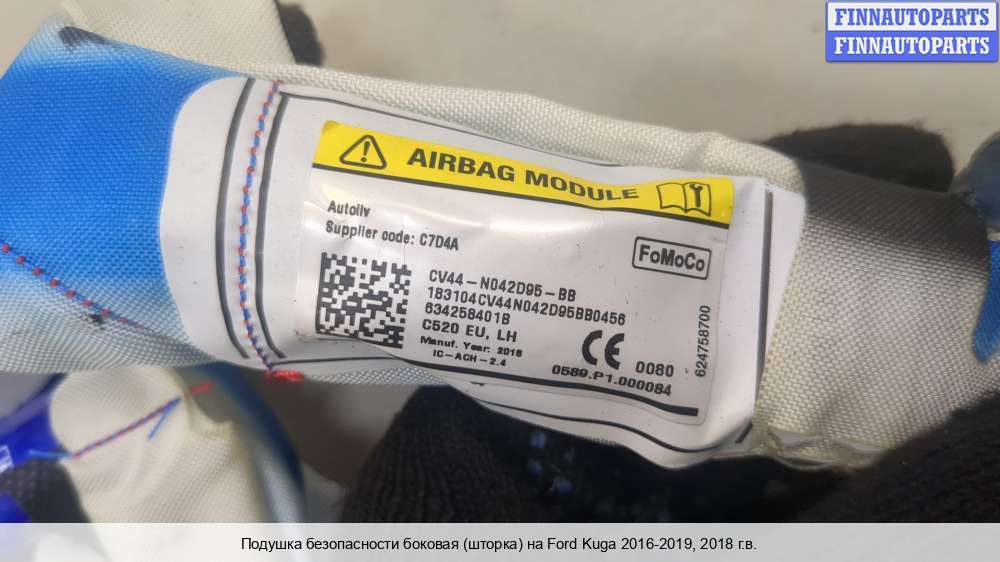 FINNAUTOPARTS
FINNAUTOPARTS
AIRBAG MODULE
Autoliv
Supplier code: C7D4A
FoMoCo
CV44-N042D95-BB
183104CV44N042D95BB0456
634258401B
C520 EU, LH
Manuf. Year: 2018
IC-ACH-2.4
0080
0589.P1.000084
624758700
Подушка безопасности боковая (шторка) на Ford Kuga 2016-2019, 2018 г.в.